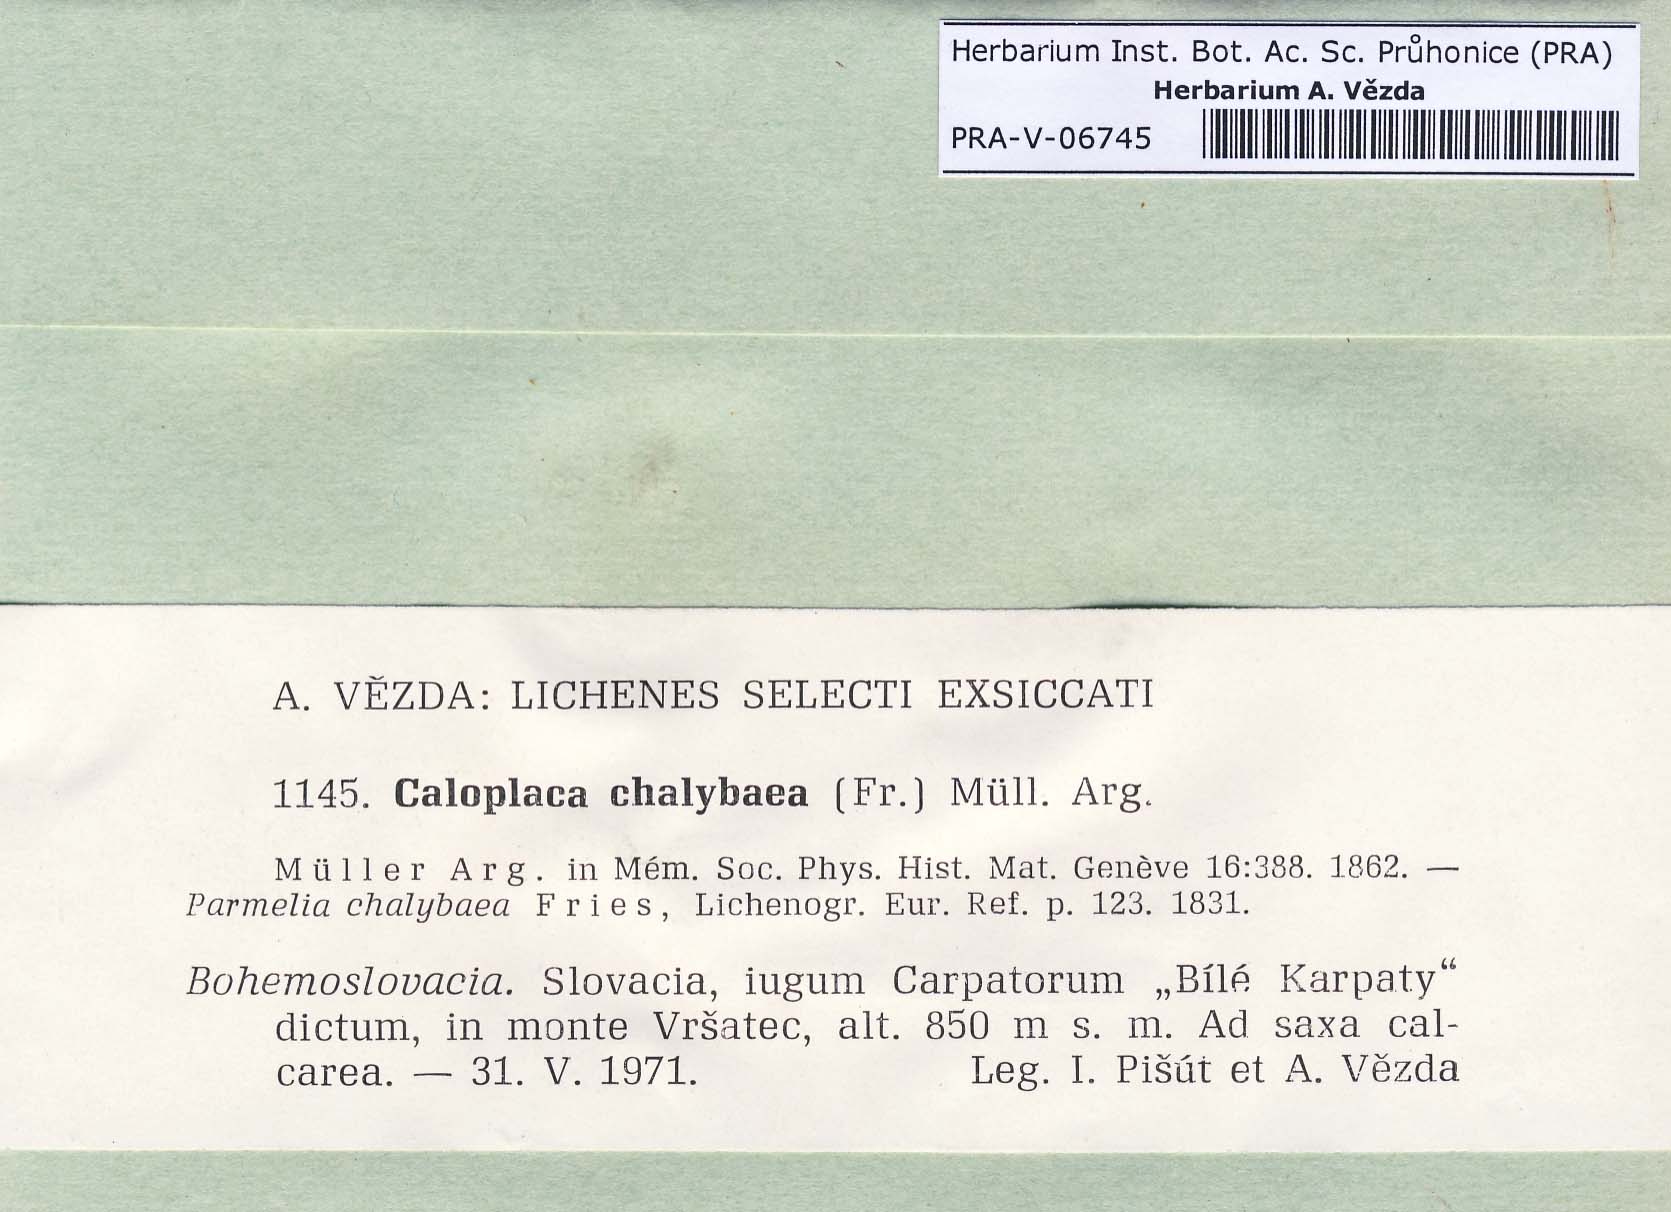 Herbarium Inst. Bot. Ac. Sc. Průhonice (PRA)
Herbarium A. Vězda
PRA-V-06745
A. VĚZDA: LICHENES SELECTI EXSICCATI
1145. Caloplaca chalybaea (Fr.) Müll. Arg.
Müller Arg. in Mém. Soc. Phys. Hist. Mat. Genève 16:388. 1862. —
Parmelia chalybaea Fries, Lichenogr. Eur. Ref. p. 123. 1831.
Bohemoslovacia. Slovacia, iugum Carpatorum „Bílé Karpaty“
dictum, in monte Vršatec, alt. 850 m s. m. Ad saxa cal-
carea. — 31. V. 1971. Leg. I. Pišút et A. Vězda